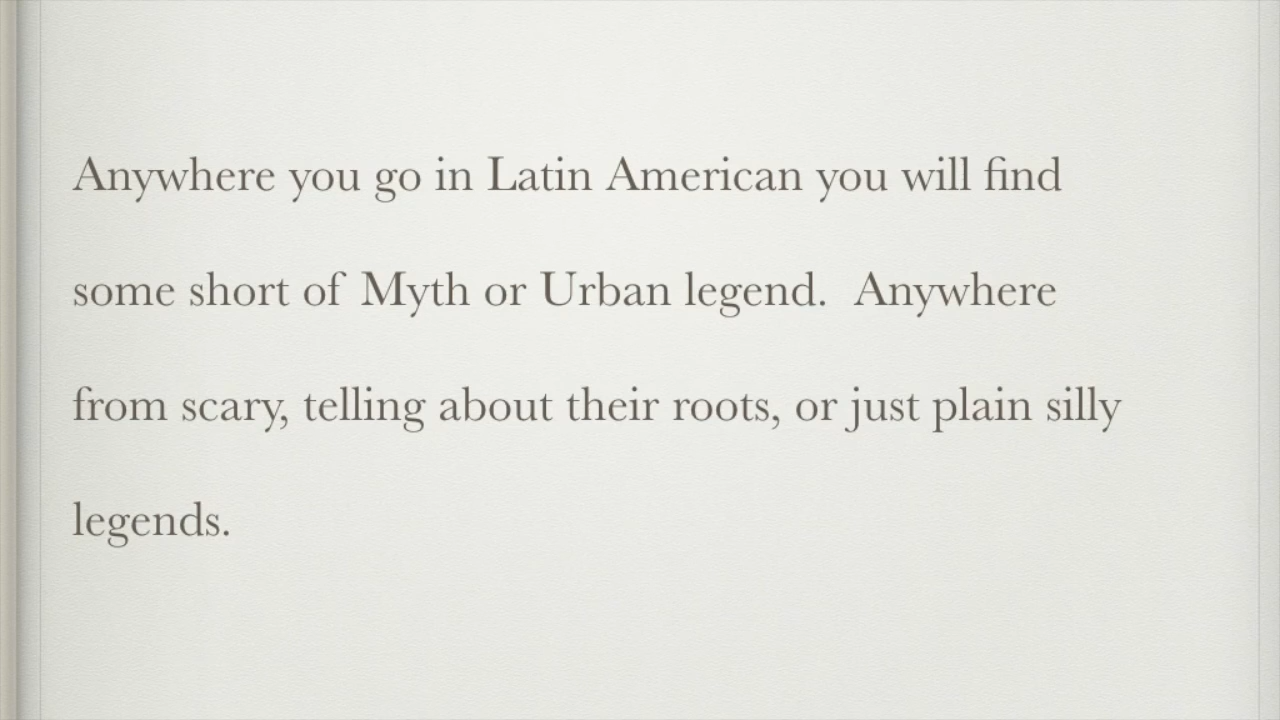 Anywhere you go in Latin American you will find
some short of Myth or Urban legend.  Anywhere
from scary, telling about their roots, or just plain silly
legends.